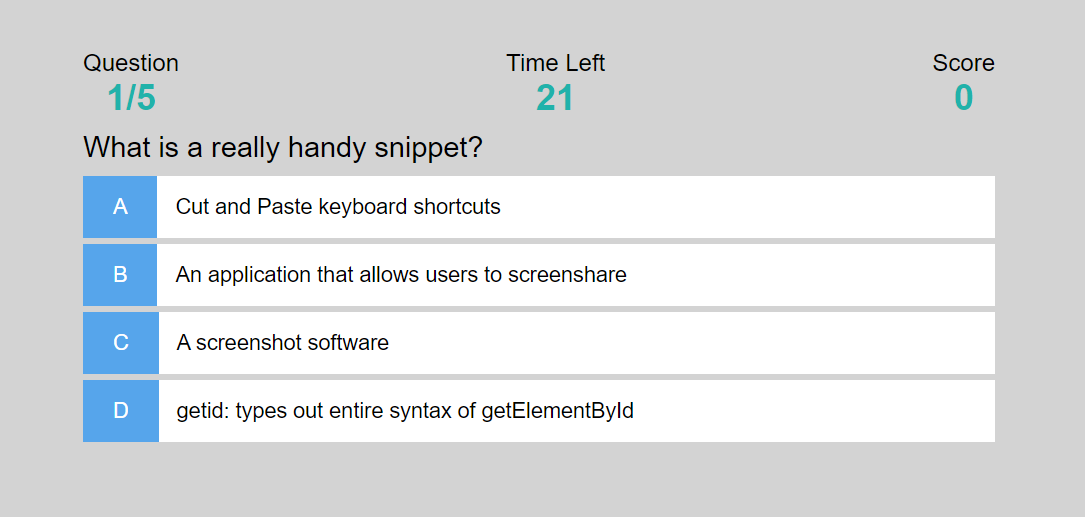 Question Time Left Score
1/5 21 0
What is a really handy snippet?
A Cut and Paste keyboard shortcuts
B An application that allows users to screenshare
C A screenshot software
D getid: types out entire syntax of getElementById